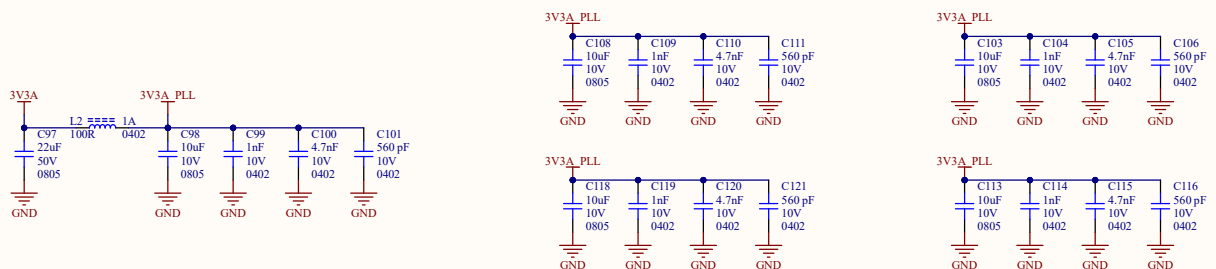 3V3A
L2
100R
1A
0402
3V3A_PLL
C97
22uF
50V
0805
GND
C98
10uF
10V
0805
GND
C99
1nF
10V
0402
GND
C100
4.7nF
10V
0402
GND
C101
560 pF
10V
0402
GND
3V3A_PLL
C108
10uF
10V
0805
GND
C109
1nF
10V
0402
GND
C110
4.7nF
10V
0402
GND
C111
560 pF
10V
0402
GND
3V3A_PLL
C103
10uF
10V
0805
GND
C104
1nF
10V
0402
GND
C105
4.7nF
10V
0402
GND
C106
560 pF
10V
0402
GND
3V3A_PLL
C118
10uF
10V
0805
GND
C119
1nF
10V
0402
GND
C120
4.7nF
10V
0402
GND
C121
560 pF
10V
0402
GND
3V3A_PLL
C113
10uF
10V
0805
GND
C114
1nF
10V
0402
GND
C115
4.7nF
10V
0402
GND
C116
560 pF
10V
0402
GND